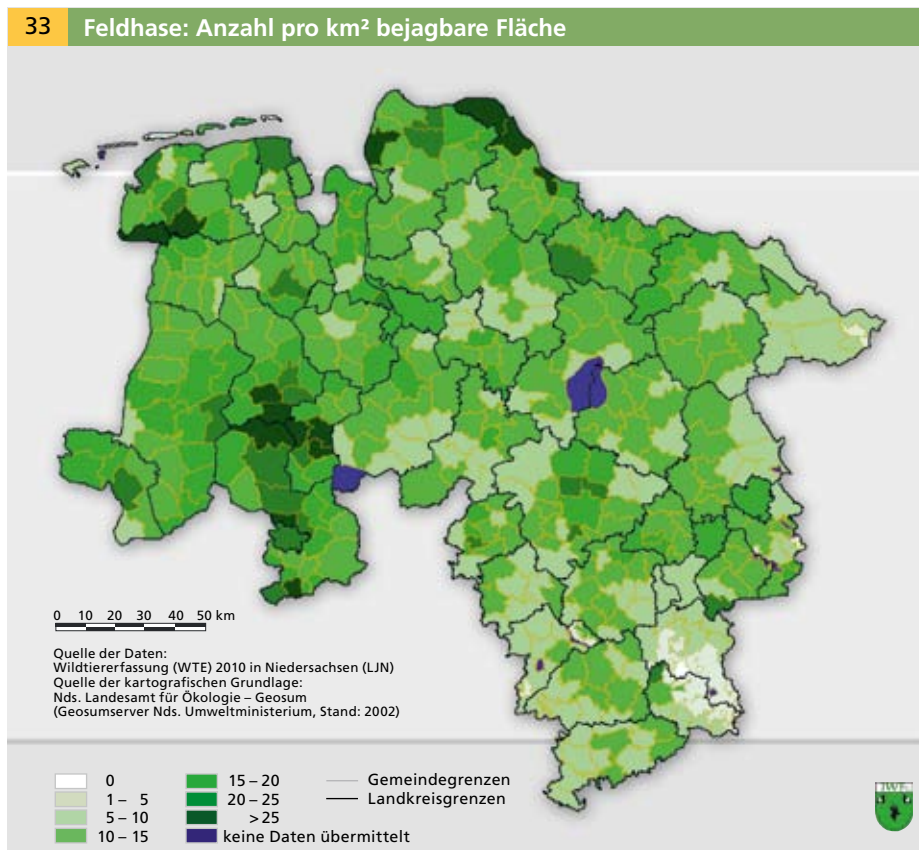 33 Feldhase: Anzahl pro km² bejagbare Fläche
0 10 20 30 40 50 km
Quelle der Daten:
Wildtiererfassung (WTE) 2010 in Niedersachsen (LJN)
Quelle der kartografischen Grundlage:
Nds. Landesamt für Ökologie – Geosum
(Geosumserver Nds. Umweltministerium, Stand: 2002)
0
1 – 5
5 – 10
10 – 15
15 – 20
20 – 25
> 25
keine Daten übermittelt
Gemeindegrenzen
Landkreisgrenzen